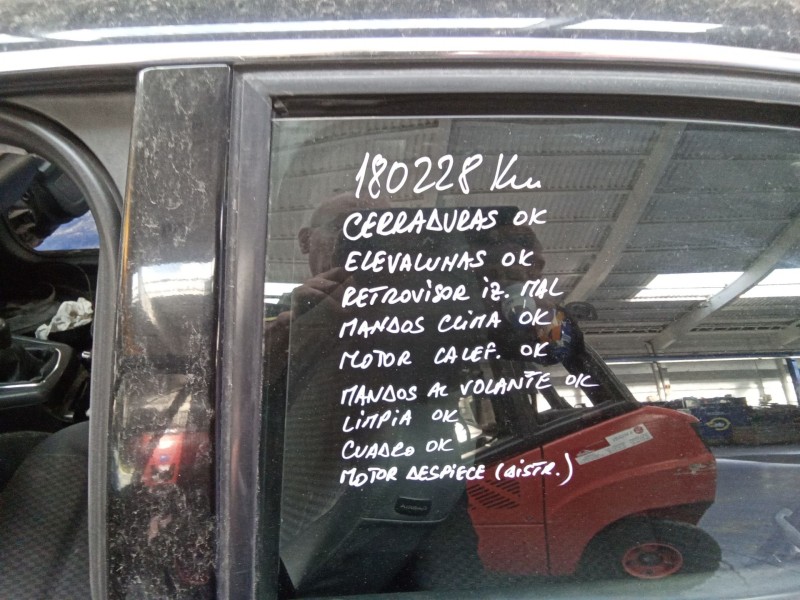 180228 Km
CERRADURAS OK
ELEVALUNAS OK
RETROVISOR IZ. MAL
MANDOS CLIMA OK
MOTOR CALEF. OK
MANDOS AL VOLANTE OK
LIMPIA OK
CUADRO OK
MOTOR DESPIECE (DISTR.)